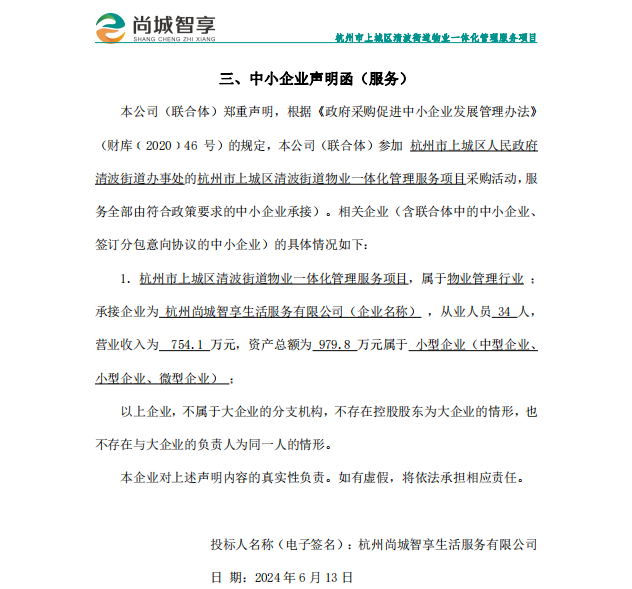 尚城智享
SHANG CHENG ZHI XIANG
杭州市上城区清波街道物业一体化管理服务项目
三、中小企业声明函（服务）
本公司（联合体）郑重声明，根据《政府采购促进中小企业发展管理办法》
（财库﹝2020﹞46 号）的规定，本公司（联合体）参加 杭州市上城区人民政府
清波街道办事处的杭州市上城区清波街道物业一体化管理服务项目采购活动，服
务全部由符合政策要求的中小企业承接）。相关企业（含联合体中的中小企业、
签订分包意向协议的中小企业）的具体情况如下：
1. 杭州市上城区清波街道物业一体化管理服务项目，属于物业管理行业 ；
承接企业为 杭州尚城智享生活服务有限公司（企业名称） ，从业人员 34 人，
营业收入为 754.1 万元，资产总额为 979.8 万元属于 小型企业（中型企业、
小型企业、微型企业） ；
以上企业，不属于大企业的分支机构，不存在控股股东为大企业的情形，也
不存在与大企业的负责人为同一人的情形。
本企业对上述声明内容的真实性负责。如有虚假，将依法承担相应责任。
投标人名称（电子签名）：杭州尚城智享生活服务有限公司
日 期：2024 年 6 月 13 日